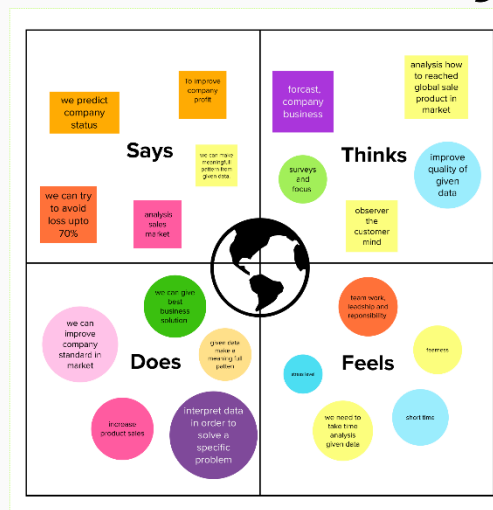 we predict
company
status
Io improve
company
profit
Says
we can make
meaningfull
pattern from
given data
we can try
to avoid
loss upto
70%
analysis
sales
market
forcast,
company
business
analysis how
to reached
global sale
product in
market
Thinks
surveys
and
focus
improve
quality of
given
data
observer
the
customer
mind
we can give
best
business
solution
we can
improve
company
standard in
market
Does
given data
make a
meaning full
patten
increase
product sales
interpret data
in order to
solve a
specific
problem
team work,
leadship and
reponsibility
Feels
short time
we need to
take time
analysis
given data